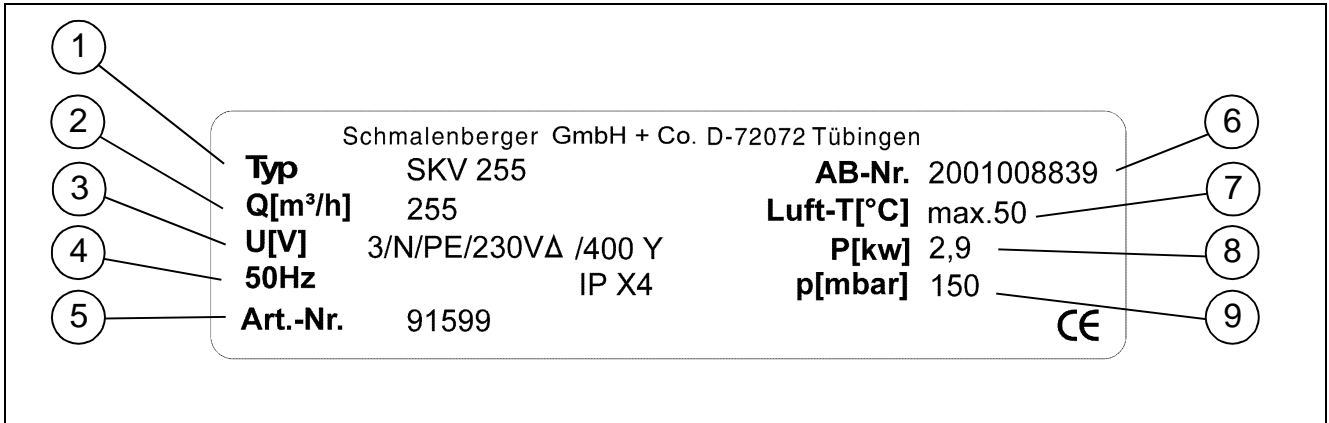 Schmalenberger GmbH + Co. D-72072 Tübingen
1 Typ SKV 255 AB-Nr. 2001008839 6
2 Q[m³/h] 255 Luft-T[°C] max.50 7
3 U[V] 3/N/PE/230VΔ /400 Y P[kw] 2,9 8
4 50Hz IP X4 p[mbar] 150 9
5 Art.-Nr. 91599 CE